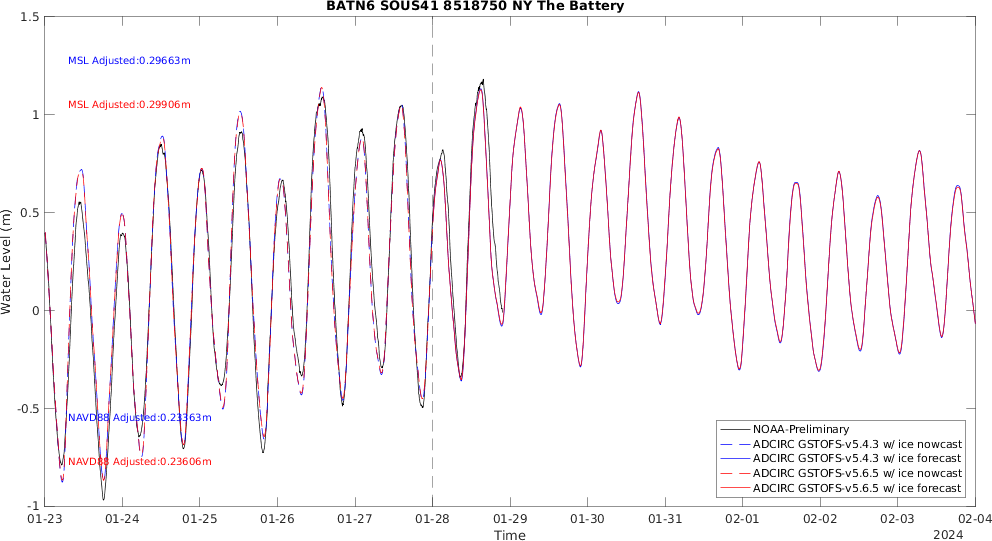 BATN6 SOUS41 8518750 NY The Battery
1.5
1
0.5
0
-0.5
-1
Water Level (m)
MSL Adjusted:0.29663m
MSL Adjusted:0.29906m
NAVD88 Adjusted:0.23363m
NAVD88 Adjusted:0.23606m
NOAA-Preliminary
ADCIRC GSTOFS-v5.4.3 w/ ice nowcast
ADCIRC GSTOFS-v5.4.3 w/ ice forecast
ADCIRC GSTOFS-v5.6.5 w/ ice nowcast
ADCIRC GSTOFS-v5.6.5 w/ ice forecast
01-23 01-24 01-25 01-26 01-27 01-28 01-29 01-30 01-31 02-01 02-02 02-03 02-04
Time
2024